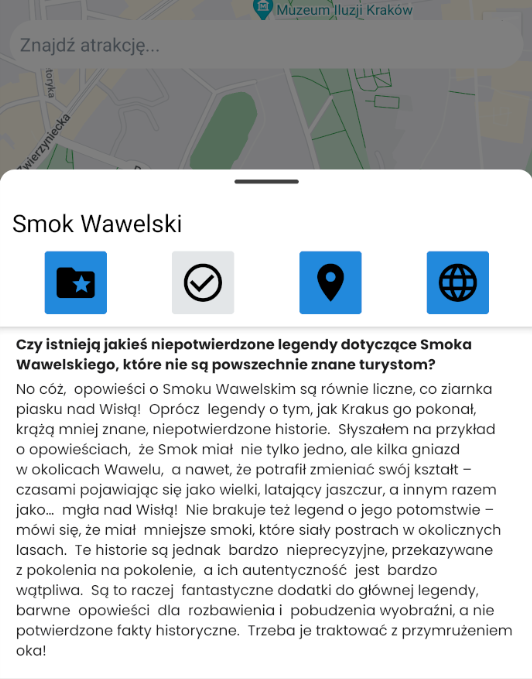 Muzeum Iluzji Kraków
Znajdź atrakcję...
Zwierzyniecka
Smok Wawelski
Czy istnieją jakieś niepotwierdzone legendy dotyczące Smoka
Wawelskiego, które nie są powszechnie znane turystom?
No cóż, opowieści o Smoku Wawelskim są równie liczne, co ziarnka
piasku nad Wisłą! Oprócz legendy o tym, jak Krakus go pokonał,
krążą mniej znane, niepotwierdzone historie. Słyszałem na przykład
o opowieściach, że Smok miał nie tylko jedno, ale kilka gniazd
w okolicach Wawelu, a nawet, że potrafił zmieniać swój kształt –
czasami pojawiając się jako wielki, latający jaszczur, a innym razem
jako... mgła nad Wisłą! Nie brakuje też legend o jego potomstwie –
mówi się, że miał mniejsze smoki, które siały postrach w okolicznych
lasach. Te historie są jednak bardzo nieprecyzyjne, przekazywane
z pokolenia na pokolenie, a ich autentyczność jest bardzo
wątpliwa. Są to raczej fantastyczne dodatki do głównej legendy,
barwne opowieści dla rozbawienia i pobudzenia wyobraźni, a nie
potwierdzone fakty historyczne. Trzeba je traktować z przymrużeniem
oka!